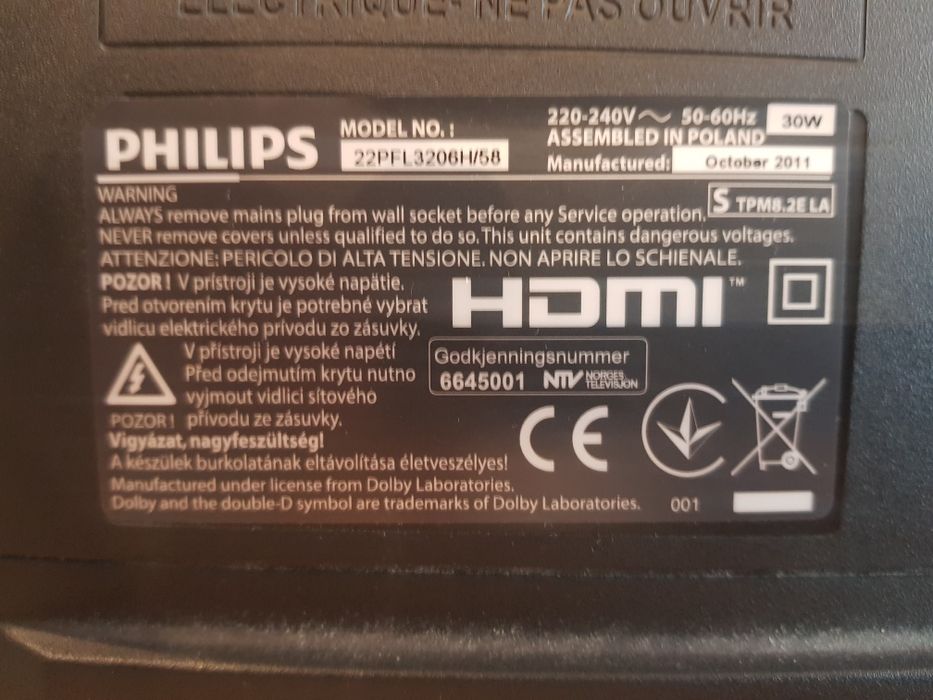 ÉLECTRIQUE- NE PAS OUVRIR
PHILIPS
MODEL NO. :
22PFL3206H/58
220-240V ~ 50-60Hz 30W
ASSEMBLED IN POLAND
Manufactured: October 2011
WARNING
S TPM8.2E LA
ALWAYS remove mains plug from wall socket before any Service operation.
NEVER remove covers unless qualified to do so. This unit contains dangerous voltages.
ATTENZIONE: PERICOLO DI ALTA TENSIONE. NON APRIRE LO SCHIENALE.
POZOR ! V prístroji je vysoké napätie.
Pred otvorením krytu je potrebné vybrat
vidlicu elektrického prívodu zo zásuvky.
HDMI™
V přístroji je vysoké napětí
Před odejmutím krytu nutno
vyjmout vidlici síťového
POZOR! přívodu ze zásuvky.
Godkjenningsnummer
6645001 NTV NORGES TELEVISJON
CE
Vigyázat, nagyfeszültség!
A készülek burkolatának eltávolítása életveszélyes!
Manufactured under license from Dolby Laboratories.
Dolby and the double-D symbol are trademarks of Dolby Laboratories.
001